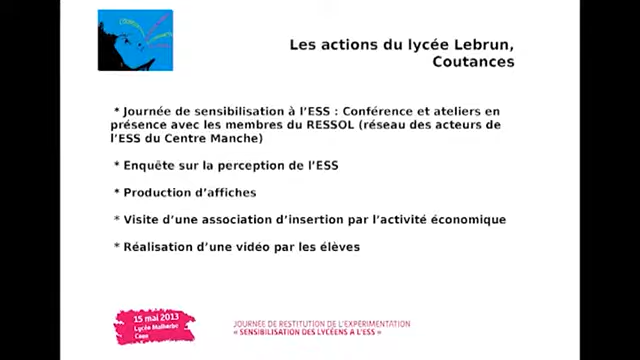 Les actions du lycée Lebrun,
Coutances
* Journée de sensibilisation à l’ESS : Conférence et ateliers en
présence avec les membres du RESSOL (réseau des acteurs de
l’ESS du Centre Manche)
* Enquête sur la perception de l’ESS
* Production d’affiches
* Visite d’une association d’insertion par l’activité économique
* Réalisation d’une vidéo par les élèves
15 mai 2013
Lycée Malherbe
Caen
JOURNÉE DE RESTITUTION DE L’EXPÉRIMENTATION
« SENSIBILISATION DES LYCÉENS A L’ESS »